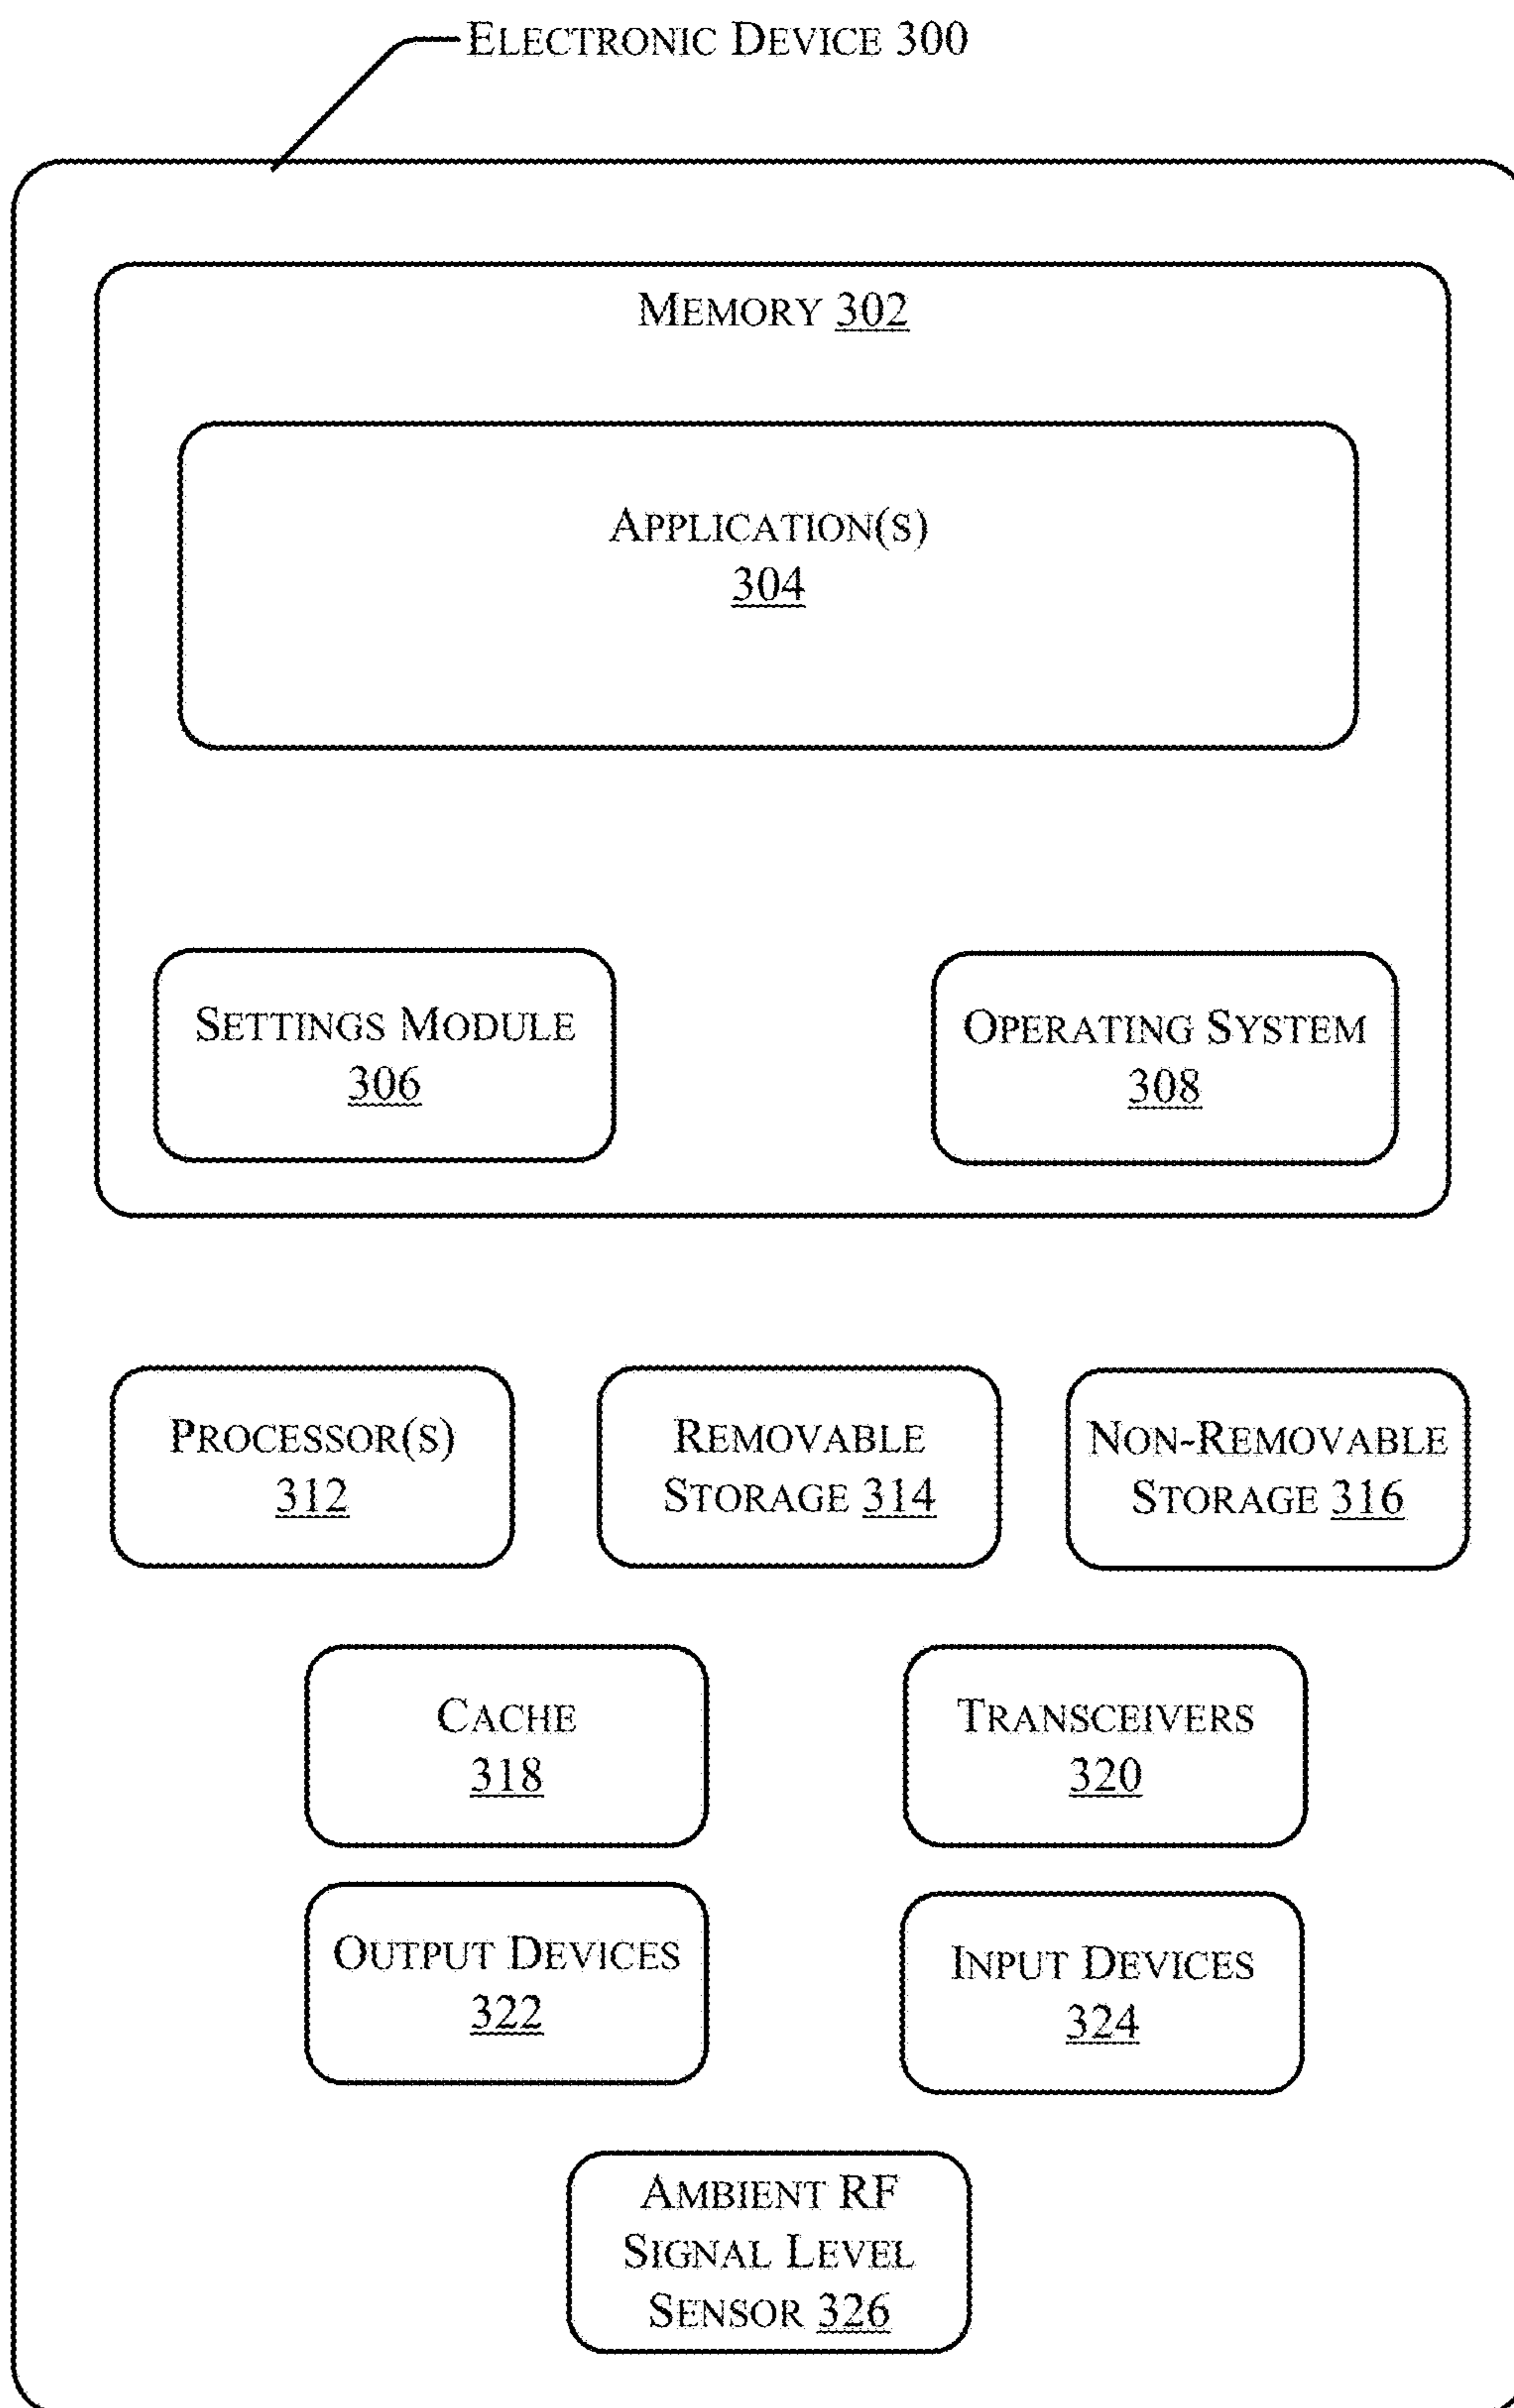 ELECTRONIC DEVICE 300
MEMORY 302
APPLICATION(S)
304
SETTINGS MODULE
306
OPERATING SYSTEM
308
PROCESSOR(S)
312
REMOVABLE
STORAGE 314
NON-REMOVABLE
STORAGE 316
CACHE
318
TRANSCEIVERS
320
OUTPUT DEVICES
322
INPUT DEVICES
324
AMBIENT RF
SIGNAL LEVEL
SENSOR 326